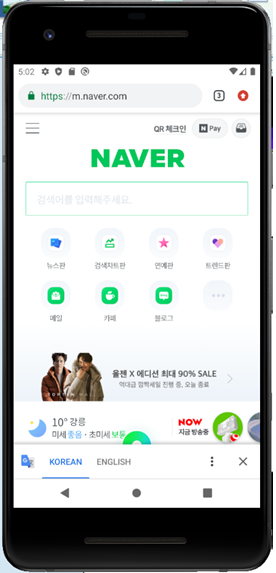 5:02
https://m.naver.com
3
QR 체크인
N Pay
NAVER
검색어를 입력해주세요.
뉴스판
검색차트판
연예판
트렌드판
메일
카페
블로그
올젠 X 에디션 최대 90% SALE
역대급 깜짝세일 진행 중, 오늘 종료
10° 강릉
미세 좋음 · 초미세 보통
NOW
지금 방송중
KOREAN
ENGLISH